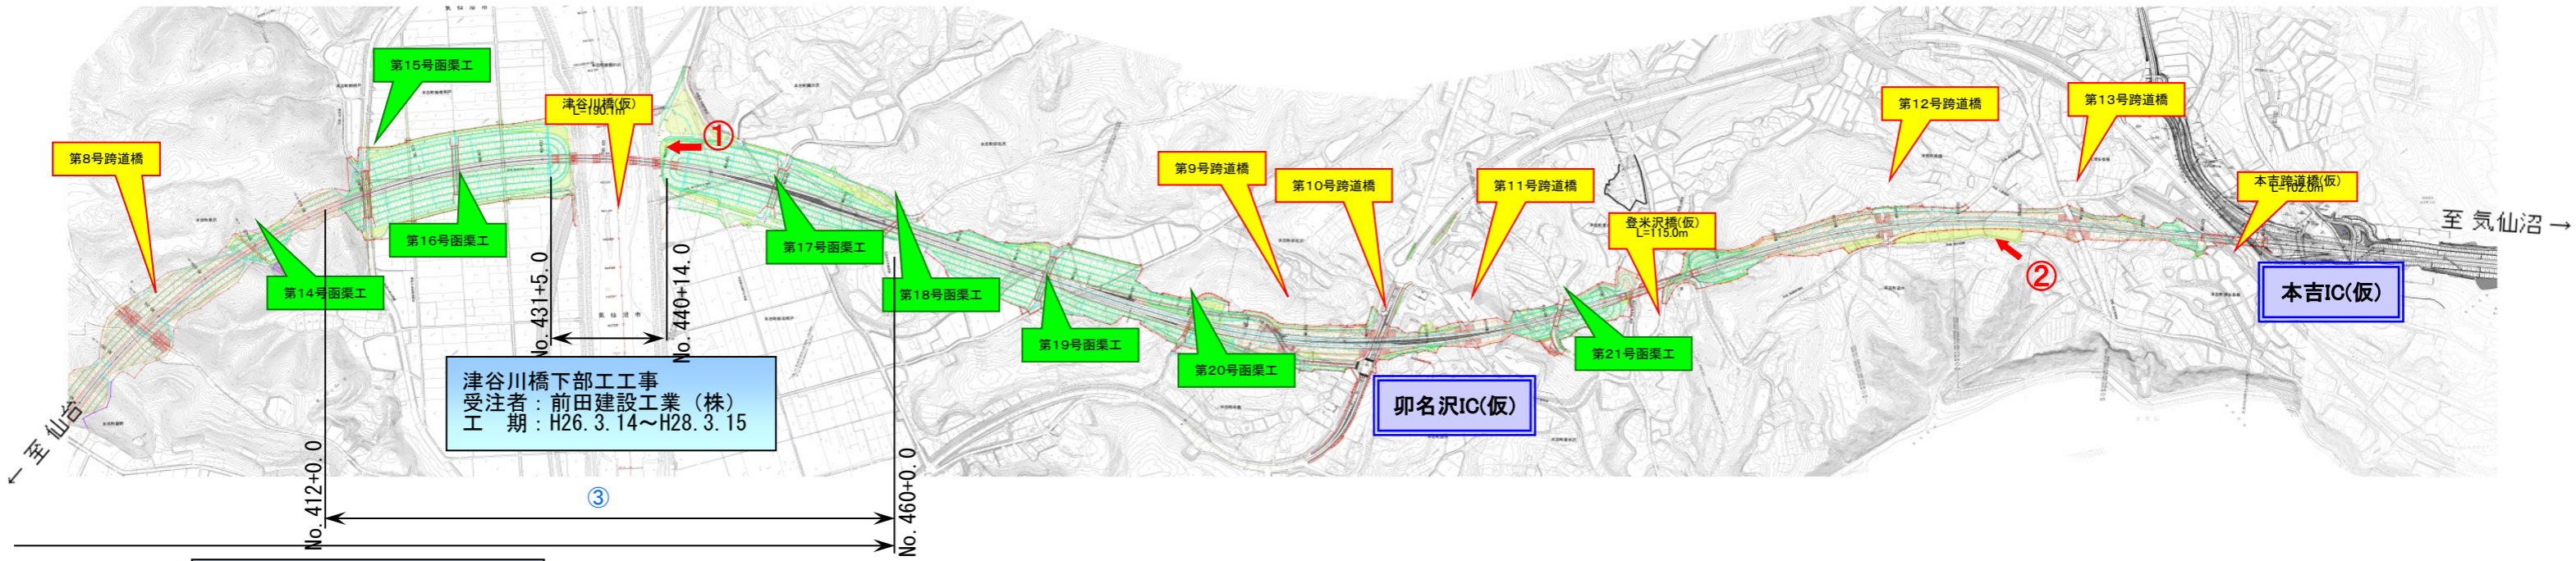 第15号函渠工
津谷川橋(仮)
L=190.1m
①
第8号跨道橋
第16号函渠工
第14号函渠工
第17号函渠工
第18号函渠工
第19号函渠工
第20号函渠工
第9号跨道橋
第10号跨道橋
第11号跨道橋
登米沢橋(仮)
L=115.0m
第21号函渠工
第12号跨道橋
第13号跨道橋
本吉跨道橋(仮)
L=102.0m
②
至 気仙沼 →
本吉IC(仮)
卯名沢IC(仮)
← 至 仙台
No. 431+5.0
No. 440+14.0
津谷川橋下部工工事
受注者：前田建設工業（株）
工　期：H26.3.14～H28.3.15
No. 412+0.0
③
No. 460+0.0